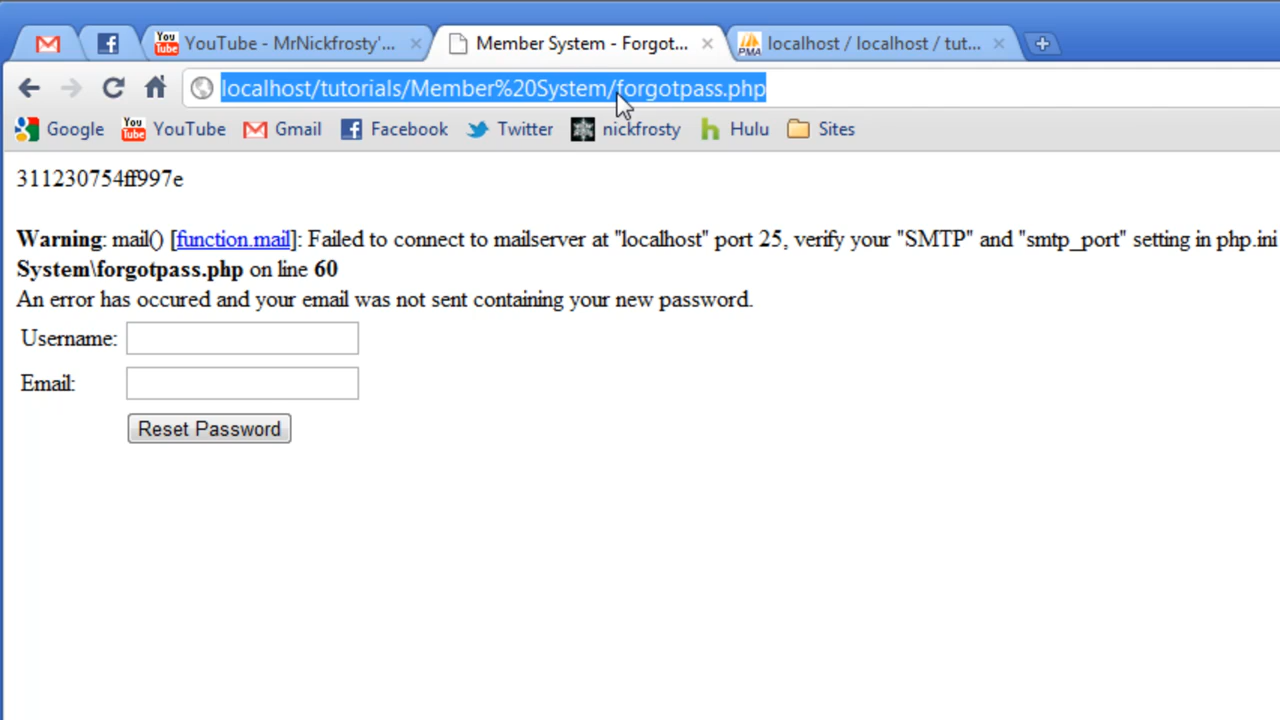 YouTube - MrNickfrosty'...
Member System - Forgot...
localhost / localhost / tut...
localhost/tutorials/Member%20System/forgotpass.php
Google YouTube Gmail Facebook Twitter nickfrosty Hulu Sites
311230754ff997e
Warning: mail() [function.mail]: Failed to connect to mailserver at "localhost" port 25, verify your "SMTP" and "smtp_port" setting in php.ini
System\forgotpass.php on line 60
An error has occured and your email was not sent containing your new password.
Username:
Email:
Reset Password